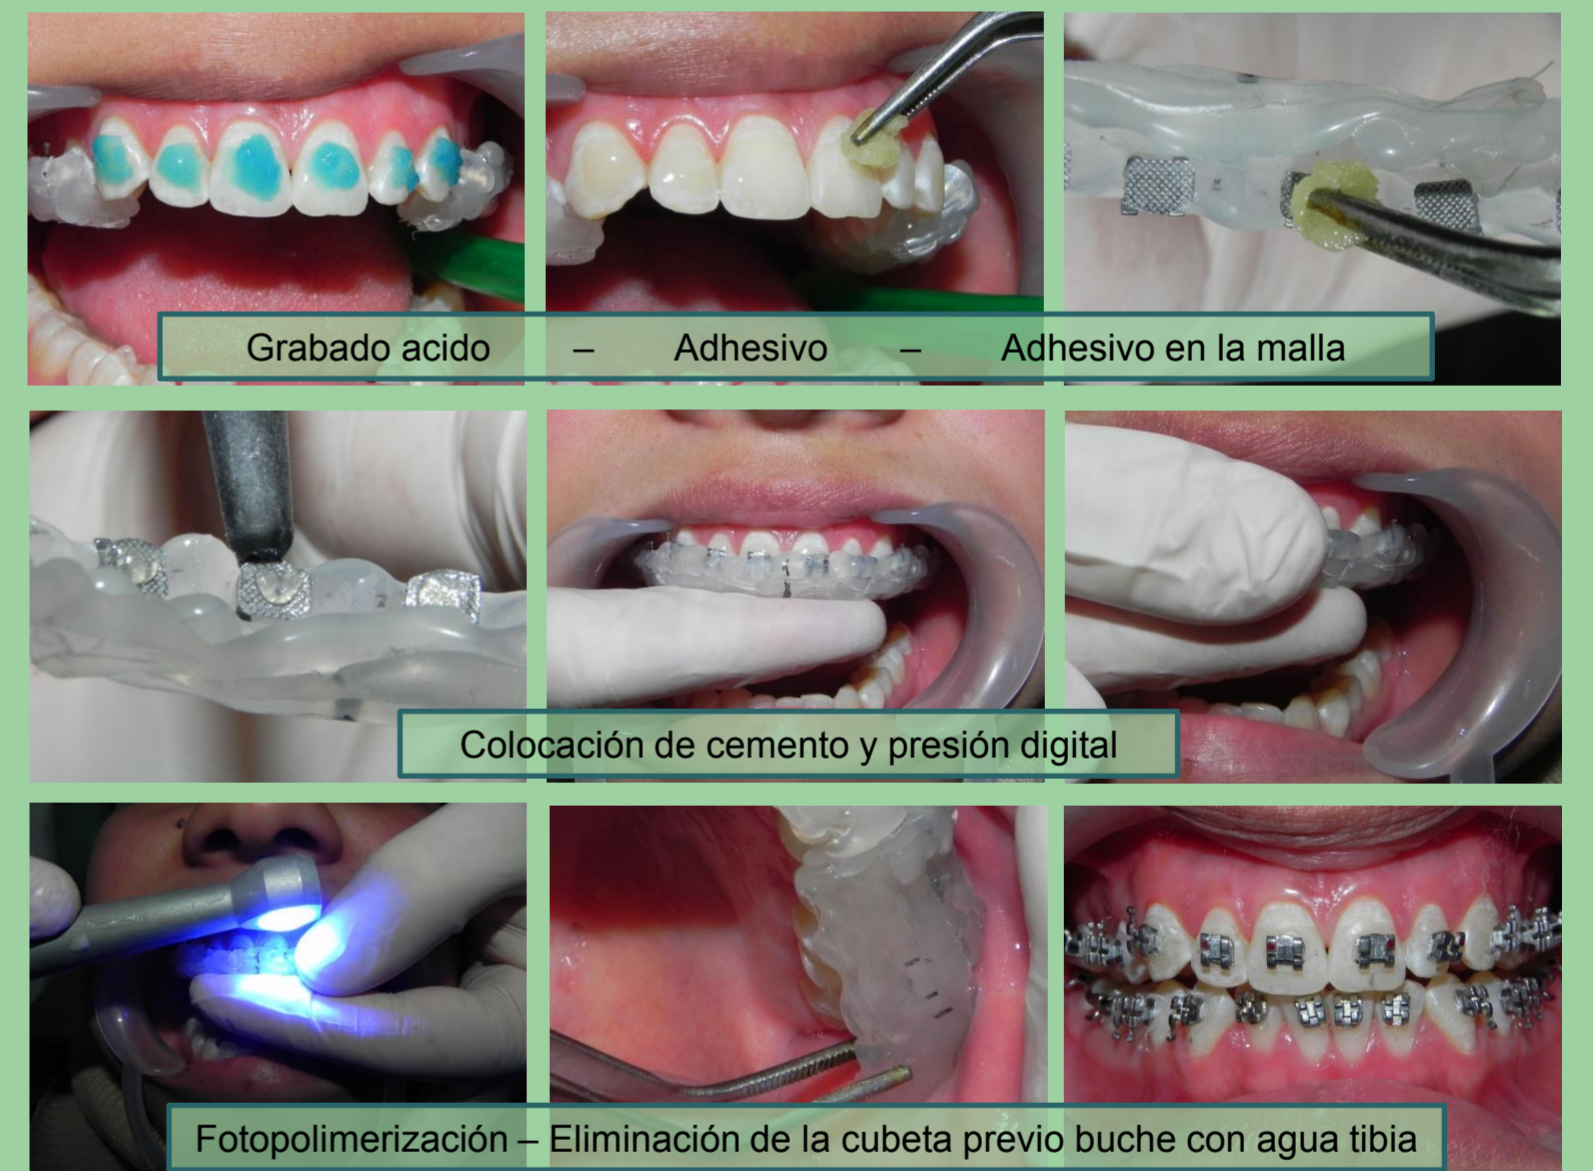 Grabado acido – Adhesivo – Adhesivo en la malla
Colocación de cemento y presión digital
Fotopolimerización – Eliminación de la cubeta previo buche con agua tibia